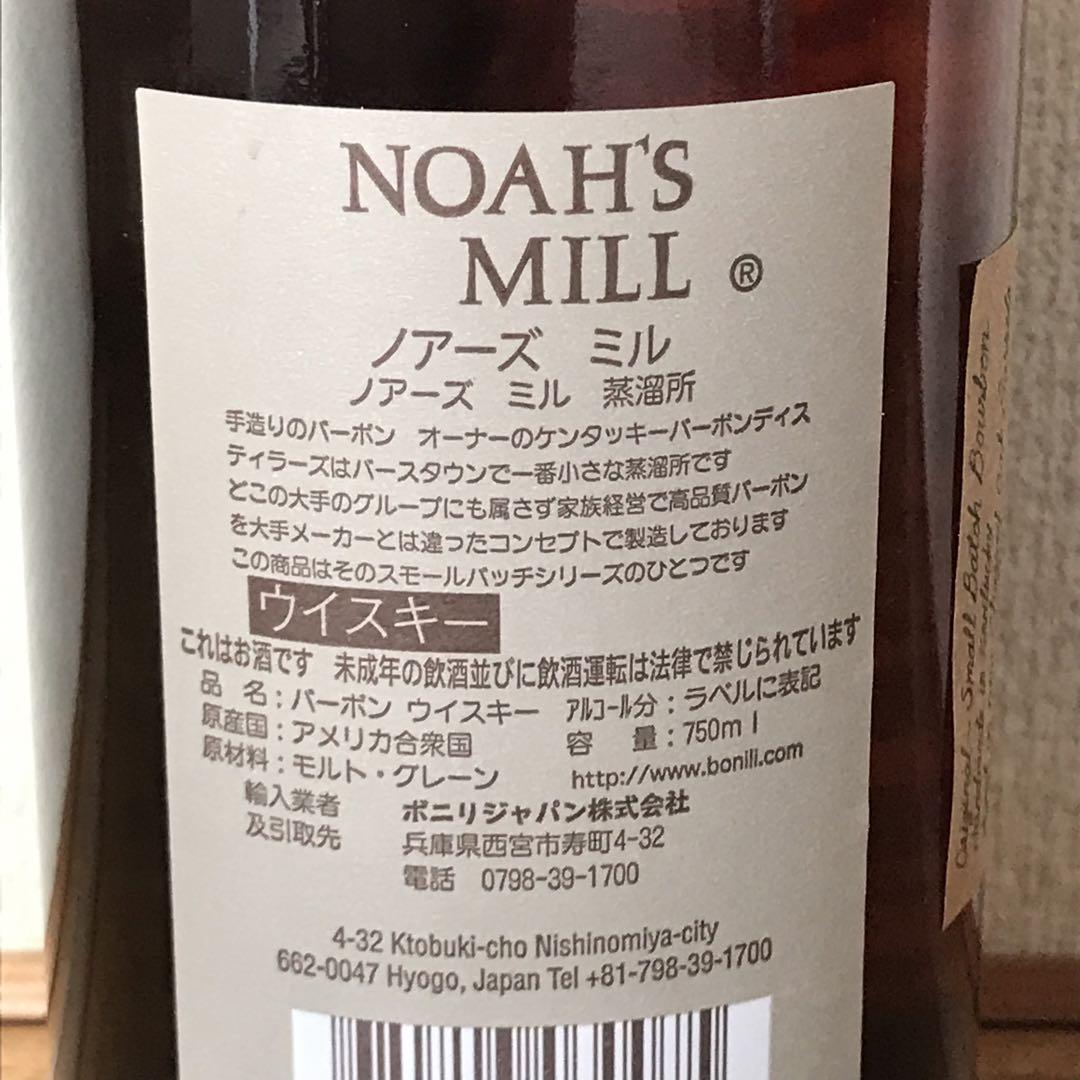 NOAH'S
MILL ®
ノアーズ ミル
ノアーズ ミル 蒸溜所
手造りのバーボン オーナーのケンタッキーバーボンディス
ティラーズはバースタウンで一番小さな蒸溜所です
どこの大手のグループにも属さず家族経営で高品質バーボン
を大手メーカーとは違ったコンセプトで製造しております
この商品はそのスモールバッチシリーズのひとつです
ウイスキー
これはお酒です 未成年の飲酒並びに飲酒運転は法律で禁じられています
品 名：バーボン ウイスキー アルコール分：ラベルに表記
原産国：アメリカ合衆国 容 量：750ml
原材料：モルト・グレーン http://www.bonili.com
輸入業者 ボニリジャパン株式会社
及引取先 兵庫県西宮市寿町4-32
電話 0798-39-1700
4-32 Ktobuki-cho Nishinomiya-city
662-0047 Hyogo, Japan Tel +81-798-39-1700
Small Batch Bourbon